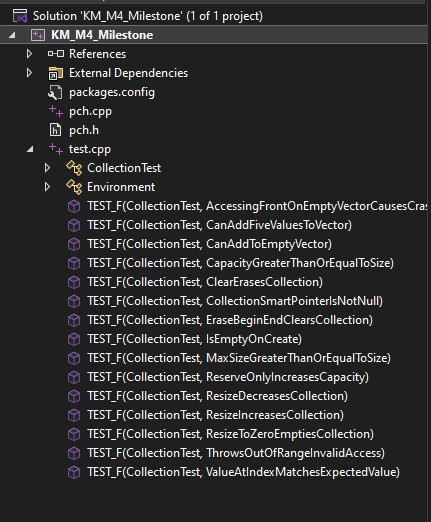 Solution 'KM_M4_Milestone' (1 of 1 project)
KM_M4_Milestone
References
External Dependencies
packages.config
pch.cpp
pch.h
test.cpp
CollectionTest
Environment
TEST_F(CollectionTest, AccessingFrontOnEmptyVectorCausesCras
TEST_F(CollectionTest, CanAddFiveValuesToVector)
TEST_F(CollectionTest, CanAddToEmptyVector)
TEST_F(CollectionTest, CapacityGreaterThanOrEqualToSize)
TEST_F(CollectionTest, ClearErasesCollection)
TEST_F(CollectionTest, CollectionSmartPointerIsNotNull)
TEST_F(CollectionTest, EraseBeginEndClearsCollection)
TEST_F(CollectionTest, IsEmptyOnCreate)
TEST_F(CollectionTest, MaxSizeGreaterThanOrEqualToSize)
TEST_F(CollectionTest, ReserveOnlyIncreasesCapacity)
TEST_F(CollectionTest, ResizeDecreasesCollection)
TEST_F(CollectionTest, ResizeIncreasesCollection)
TEST_F(CollectionTest, ResizeToZeroEmptiesCollection)
TEST_F(CollectionTest, ThrowsOutOfRangeInvalidAccess)
TEST_F(CollectionTest, ValueAtIndexMatchesExpectedValue)